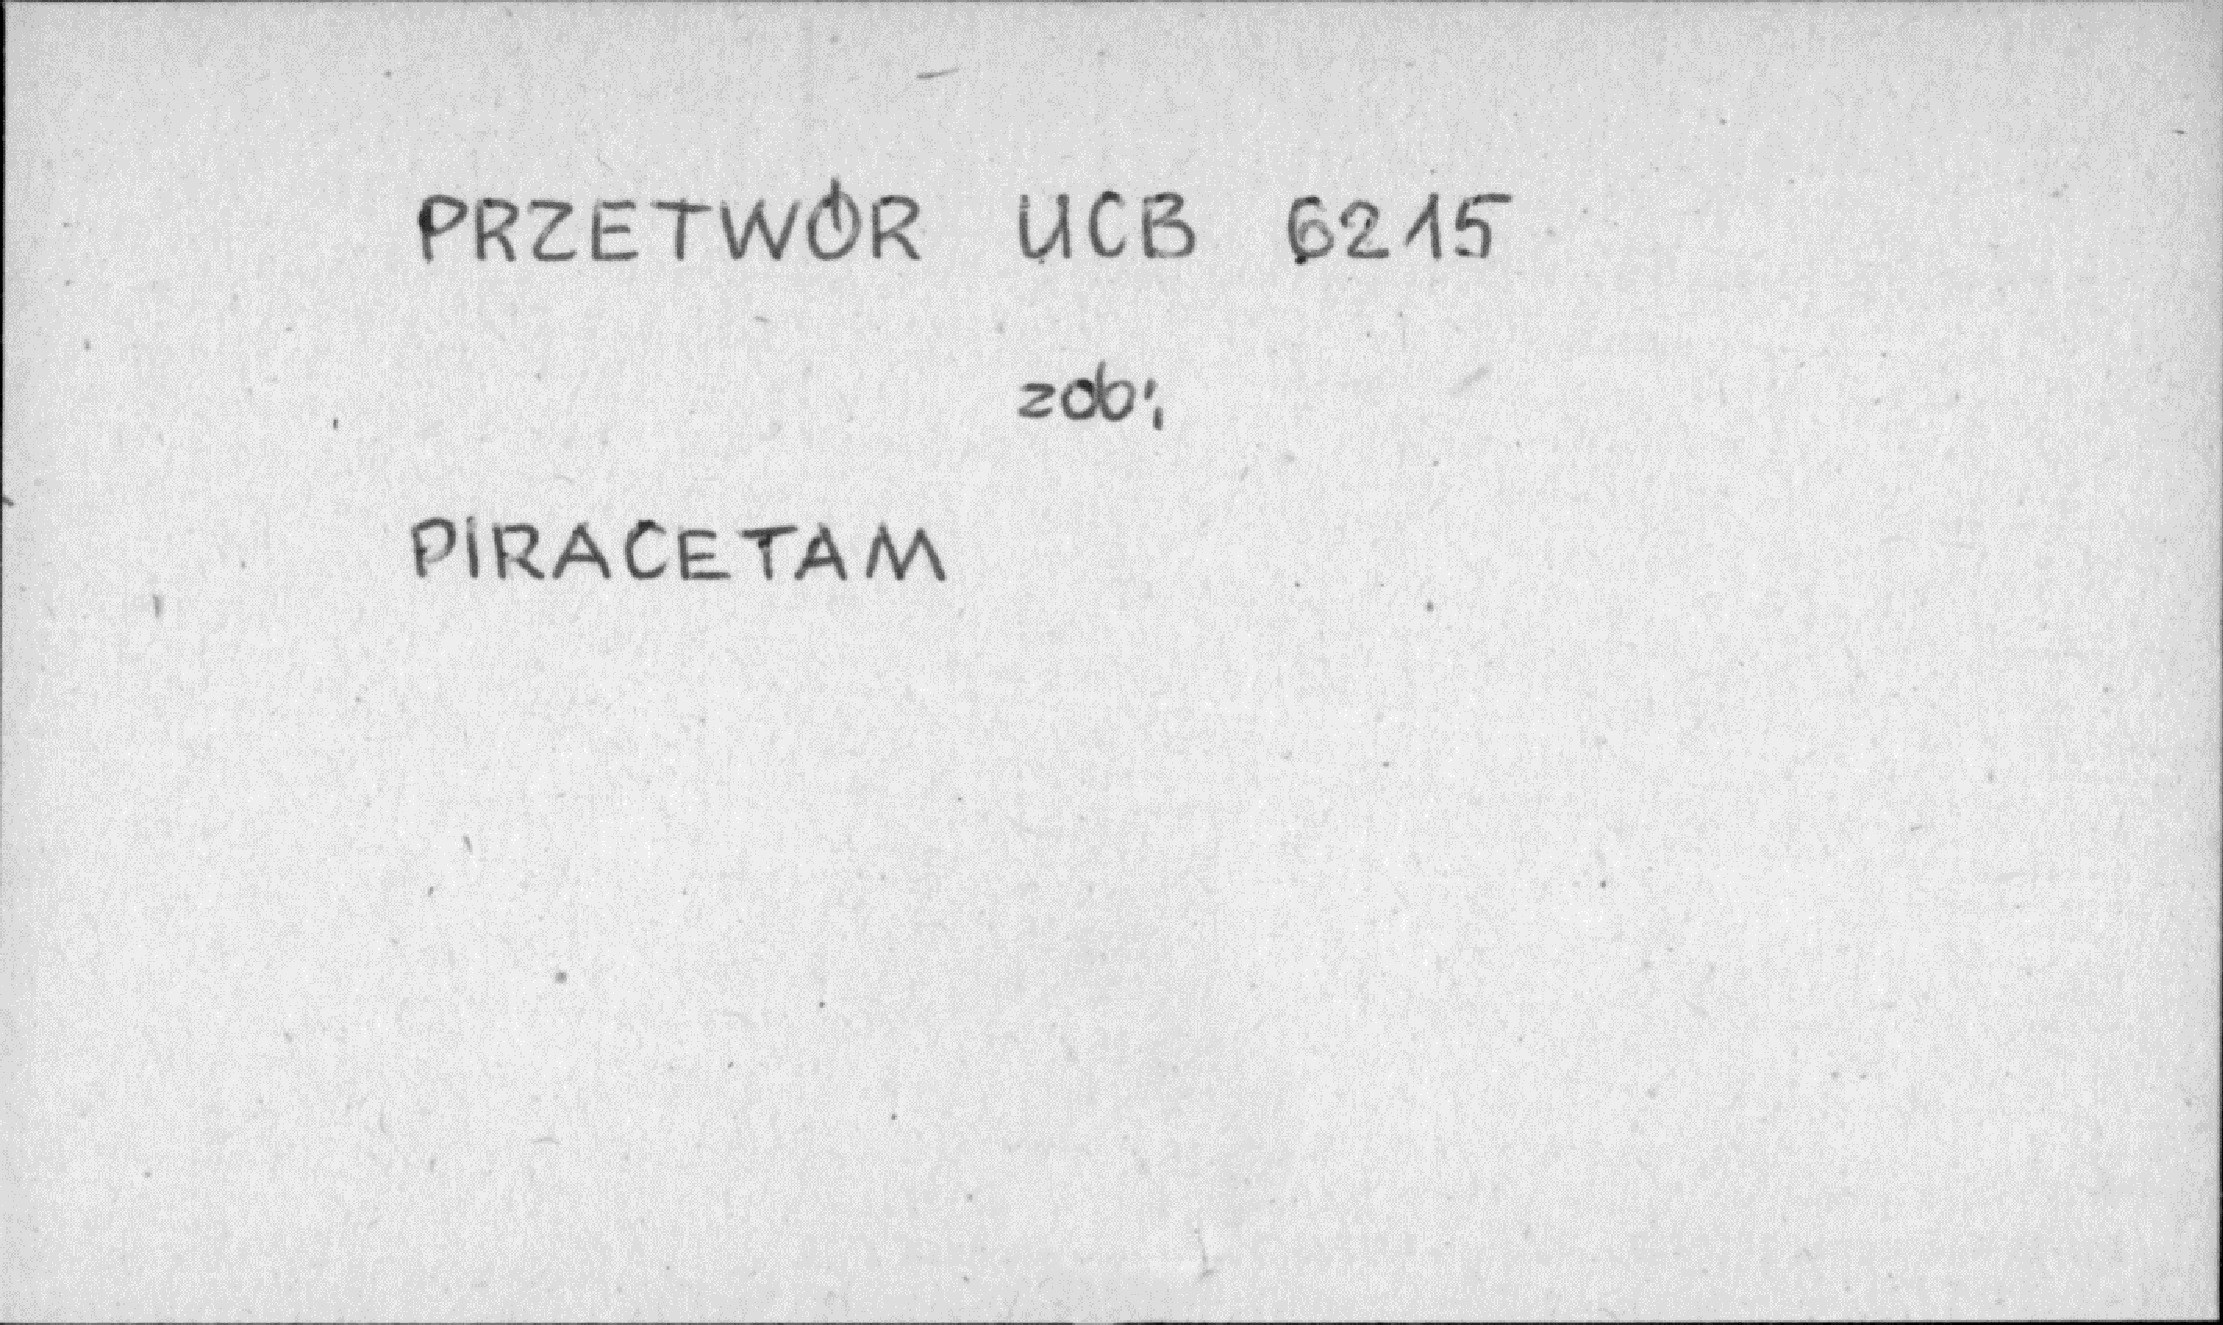 PRZETWÓR UCB 6215
zob:
PIRACETAM